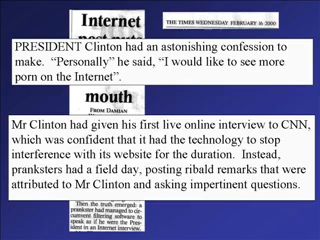 Internet
THE TIMES WEDNESDAY FEBRUARY 16 2000
PRESIDENT Clinton had an astonishing confession to
make.  “Personally” he said, “I would like to see more
porn on the Internet”.
mouth
FROM DAMIAN
Mr Clinton had given his first live online interview to CNN,
which was confident that it had the technology to stop
interference with its website for the duration.  Instead,
pranksters had a field day, posting ribald remarks that were
attributed to Mr Clinton and asking impertinent questions.
Then the truth emerged: a
prankster had managed to cir-
cumvent filtering software to
speak as if he were the Pres-
ident in an Internet interview.